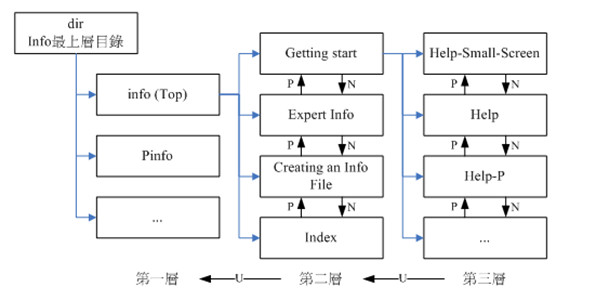 dir
Info最上層目錄
info (Top)
Pinfo
...
Getting start
P
N
Expert Info
P
N
Creating an Info
File
P
N
Index
Help-Small-Screen
P
N
Help
P
N
Help-P
P
N
...
第一層
U
第二層
U
第三層